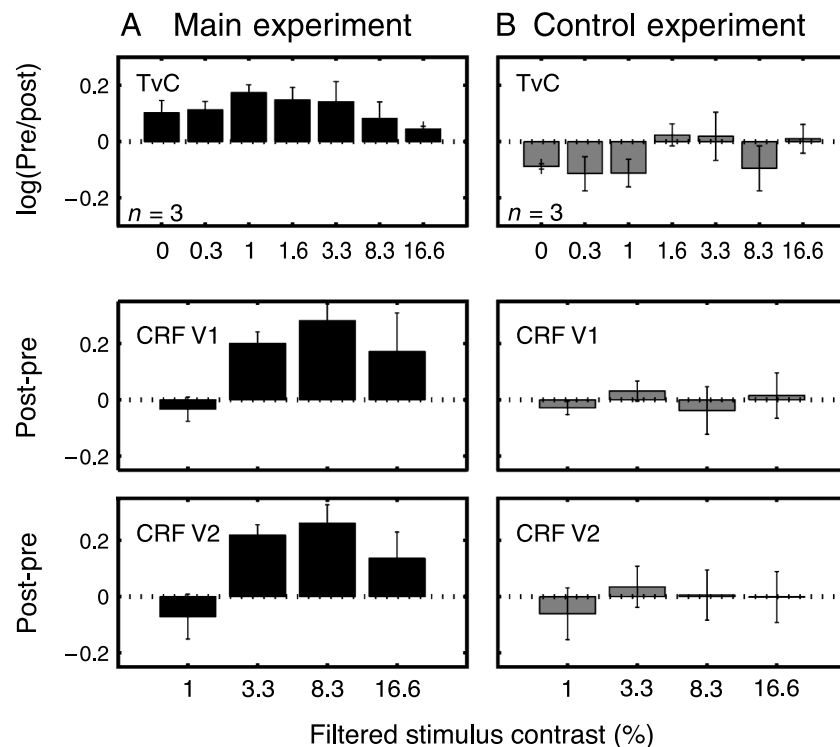 A Main experiment
B Control experiment
log(Pre/post)
0.2
0
−0.2
TvC
n = 3
0 0.3 1 1.6 3.3 8.3 16.6
TvC
n = 3
0 0.3 1 1.6 3.3 8.3 16.6
Post-pre
0.2
0
−0.2
CRF V1
CRF V1
Post-pre
0.2
0
−0.2
CRF V2
1 3.3 8.3 16.6
CRF V2
1 3.3 8.3 16.6
Filtered stimulus contrast (%)